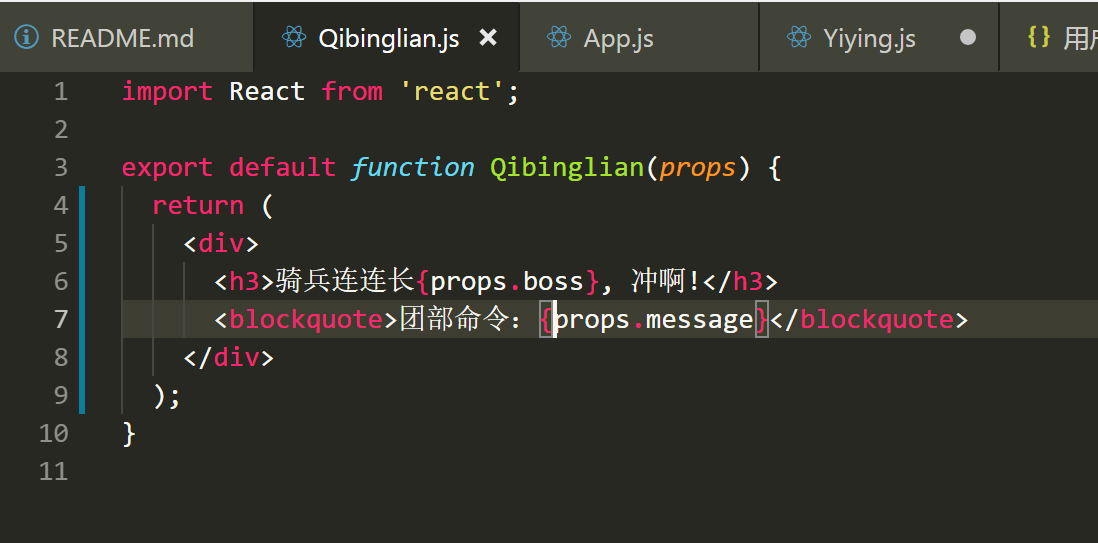 README.md Qibinglian.js × App.js Yiying.js ● {} 用
1 import React from 'react';
2
3 export default function Qibinglian(props) {
4 return (
5 <div>
6 <h3>骑兵连连长{props.boss}, 冲啊!</h3>
7 <blockquote>团部命令: {props.message}</blockquote>
8 </div>
9 );
10 }
11